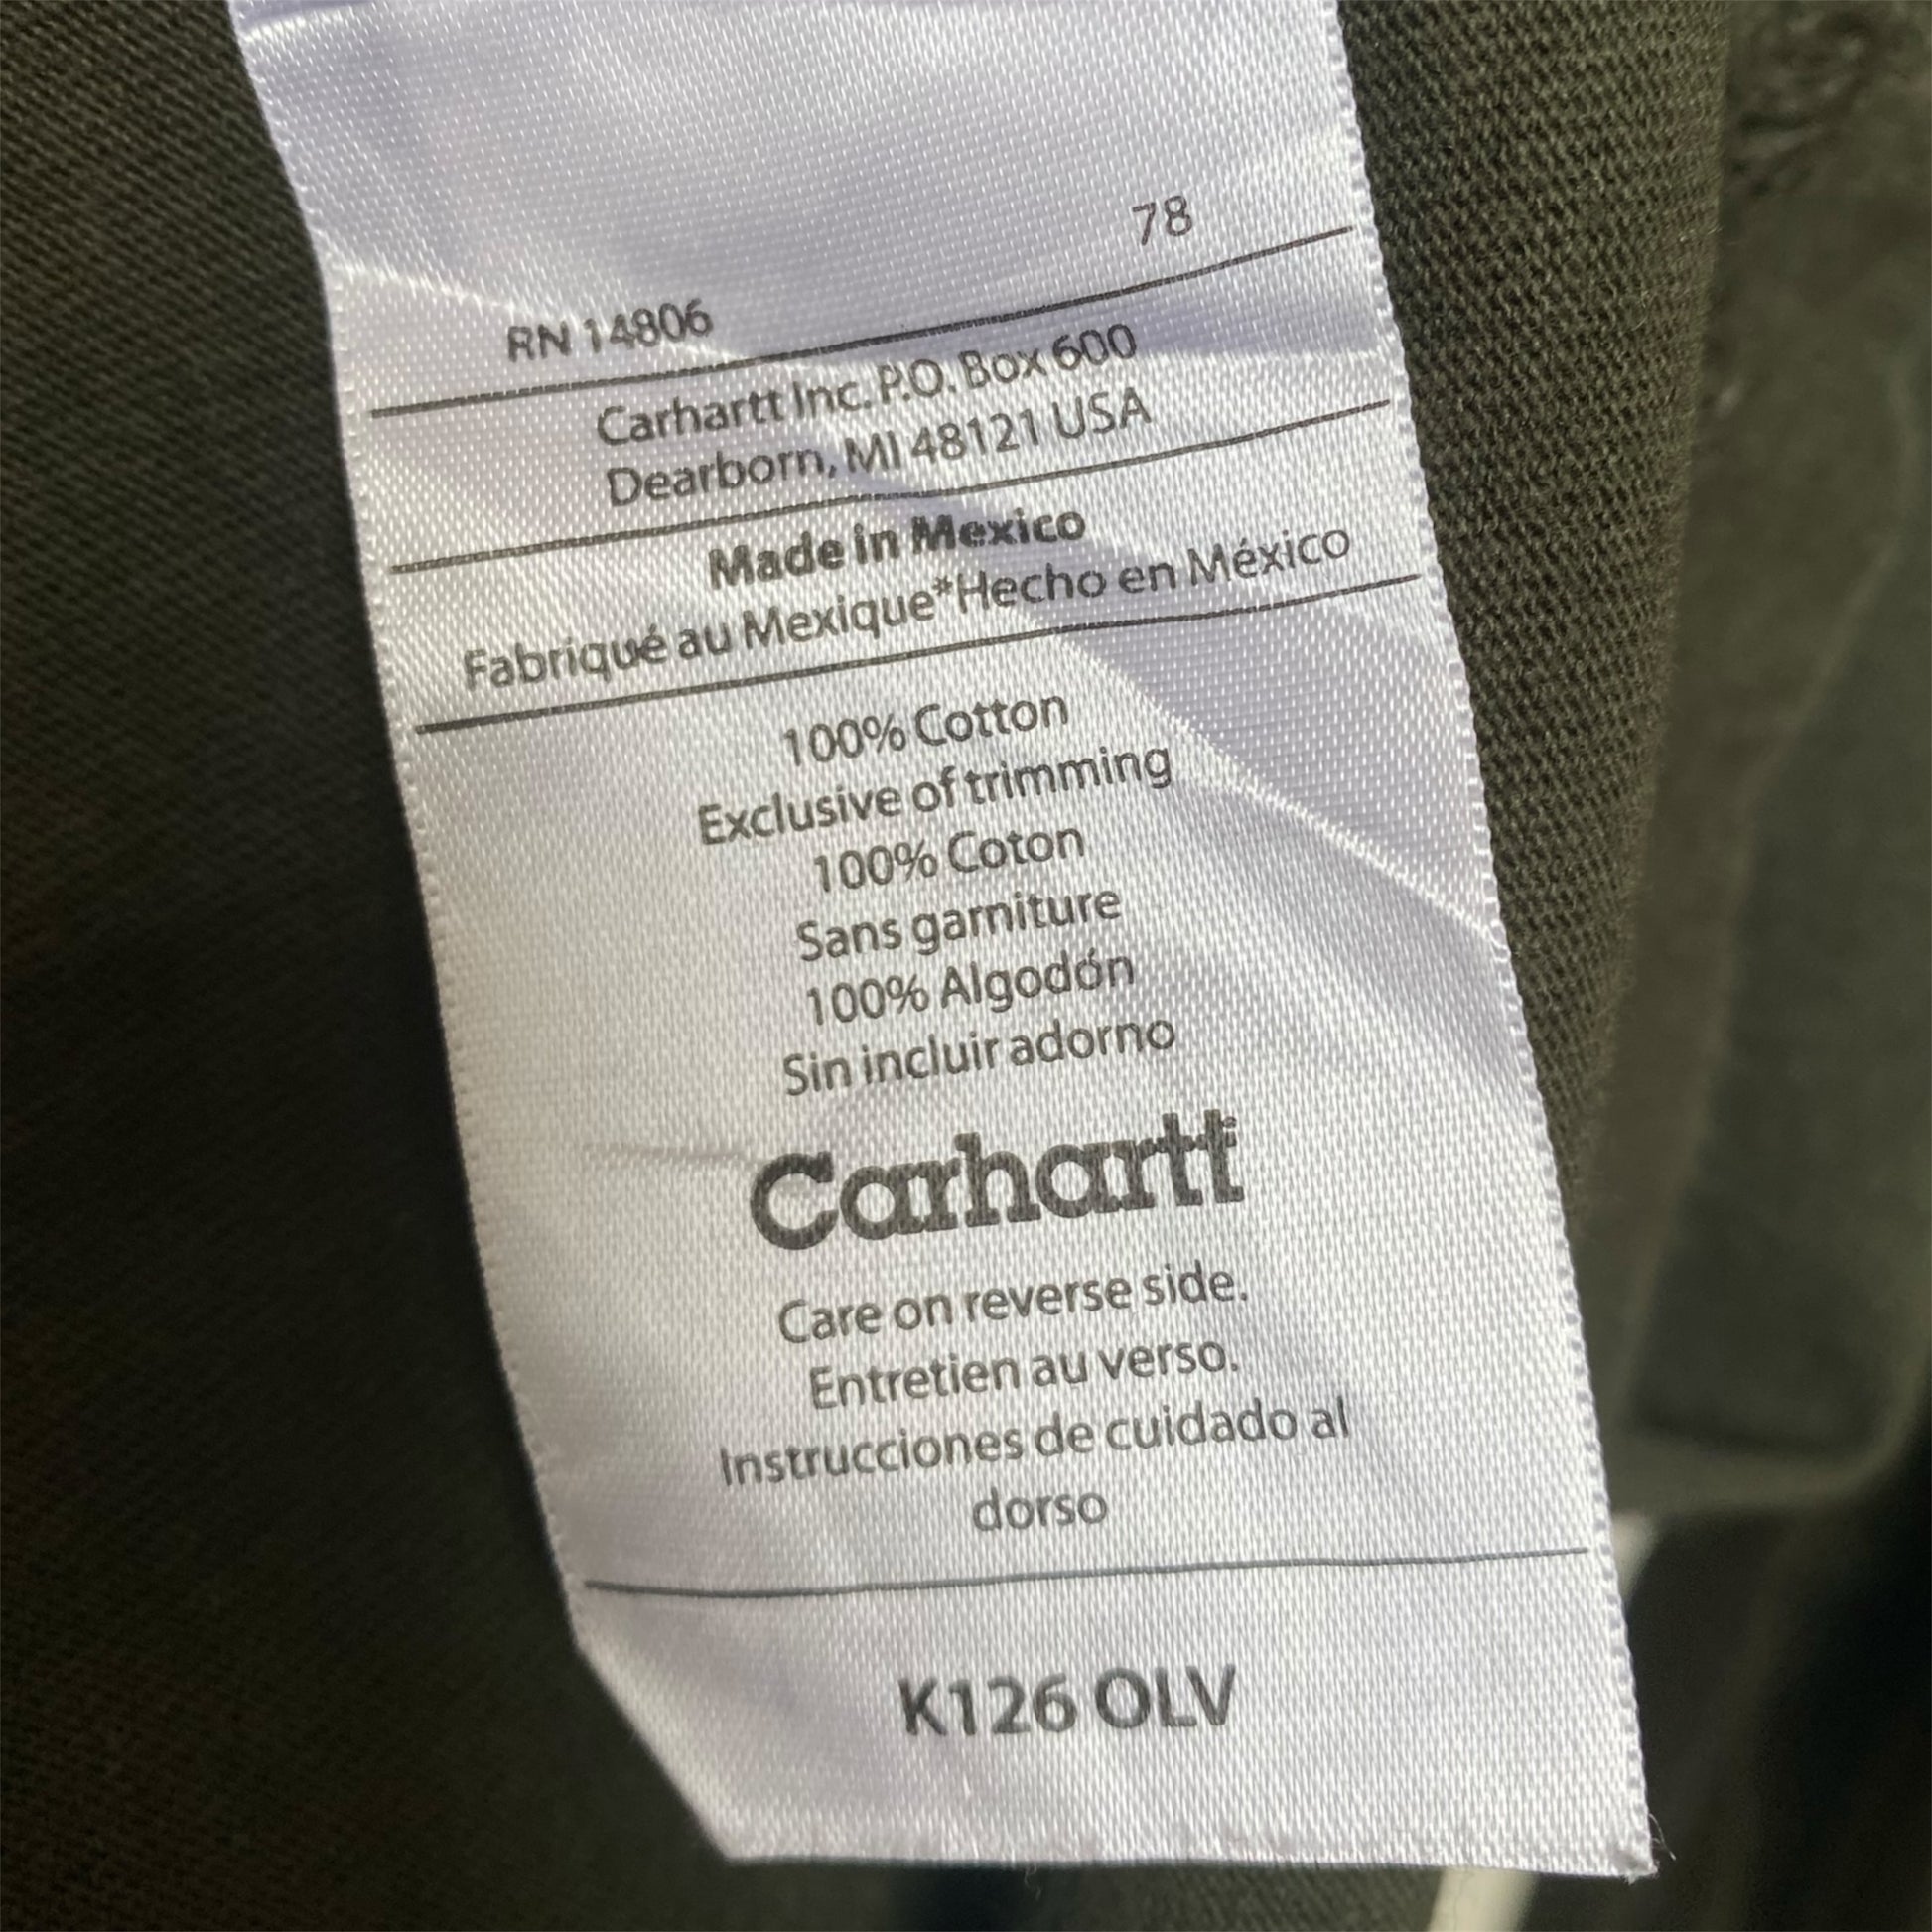 78
RN 14806
Carhartt Inc. P.O. Box 600
Dearborn, MI 48121 USA
Made in Mexico
Fabriqué au Mexique*Hecho en México
100% Cotton
Exclusive of trimming
100% Coton
Sans garniture
100% Algodón
Sin incluir adorno
Carhartt
Care on reverse side.
Entretien au verso.
Instrucciones de cuidado al
dorso
K126 OLV